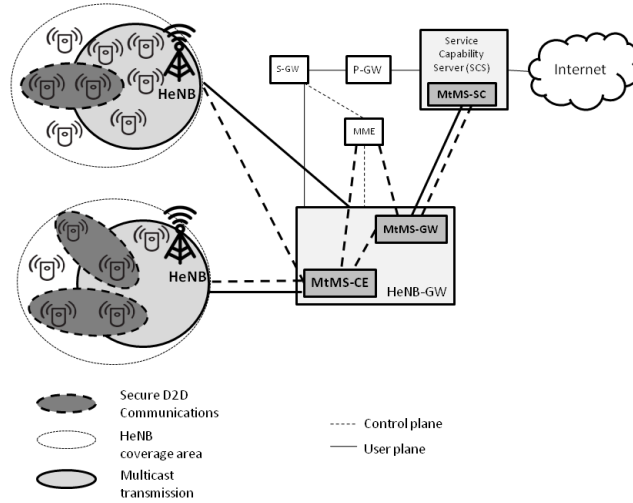 Service
Capability
Server (SCS)
MtMS-SC
Internet
S-GW
P-GW
MME
HeNB
MtMS-GW
HeNB
MtMS-CE
HeNB-GW
Secure D2D
Communications
HeNB
coverage area
Multicast
transmission
Control plane
User plane